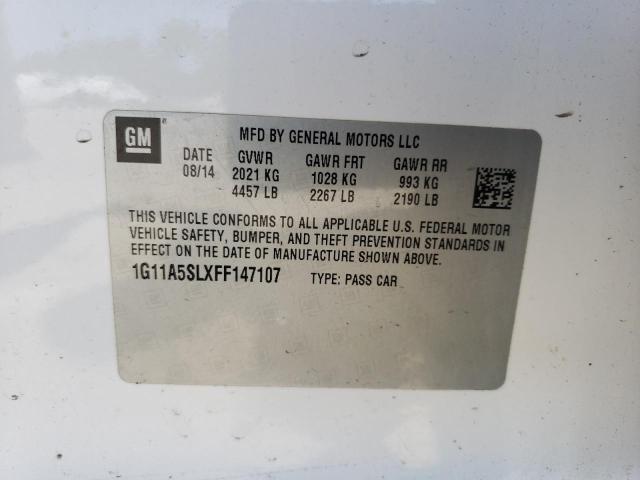 GM ®
MFD BY GENERAL MOTORS LLC
DATE GVWR GAWR FRT GAWR RR
08/14 2021 KG 1028 KG 993 KG
4457 LB 2267 LB 2190 LB
THIS VEHICLE CONFORMS TO ALL APPLICABLE U.S. FEDERAL MOTOR
VEHICLE SAFETY, BUMPER, AND THEFT PREVENTION STANDARDS IN
EFFECT ON THE DATE OF MANUFACTURE SHOWN ABOVE.
1G11A5SLXFF147107 TYPE: PASS CAR